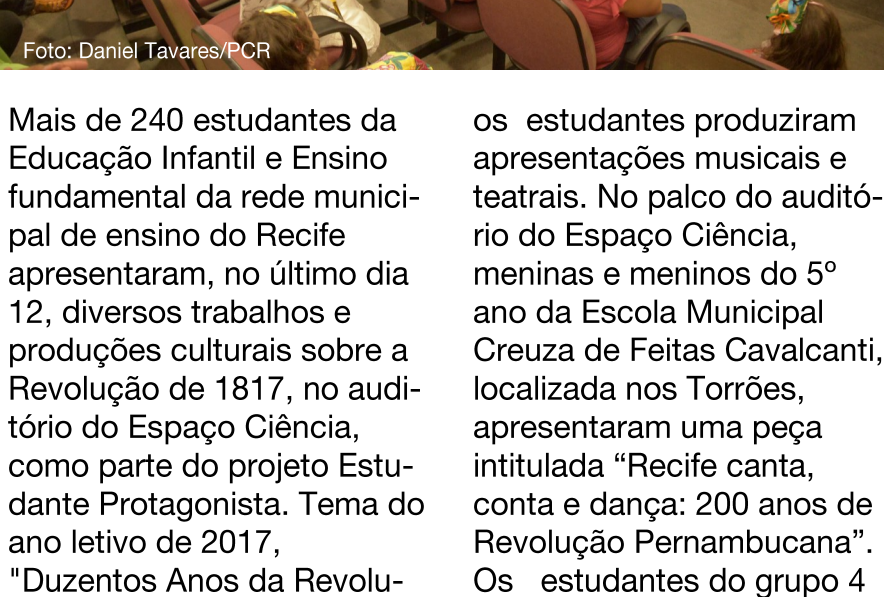 Foto: Daniel Tavares/PCR
Mais de 240 estudantes da
Educação Infantil e Ensino
fundamental da rede munici-
pal de ensino do Recife
apresentaram, no último dia
12, diversos trabalhos e
produções culturais sobre a
Revolução de 1817, no audi-
tório do Espaço Ciência,
como parte do projeto Estu-
dante Protagonista. Tema do
ano letivo de 2017,
"Duzentos Anos da Revolu-
os estudantes produziram
apresentações musicais e
teatrais. No palco do auditó-
rio do Espaço Ciência,
meninas e meninos do 5º
ano da Escola Municipal
Creuza de Feitas Cavalcanti,
localizada nos Torrões,
apresentaram uma peça
intitulada “Recife canta,
conta e dança: 200 anos de
Revolução Pernambucana”.
Os estudantes do grupo 4